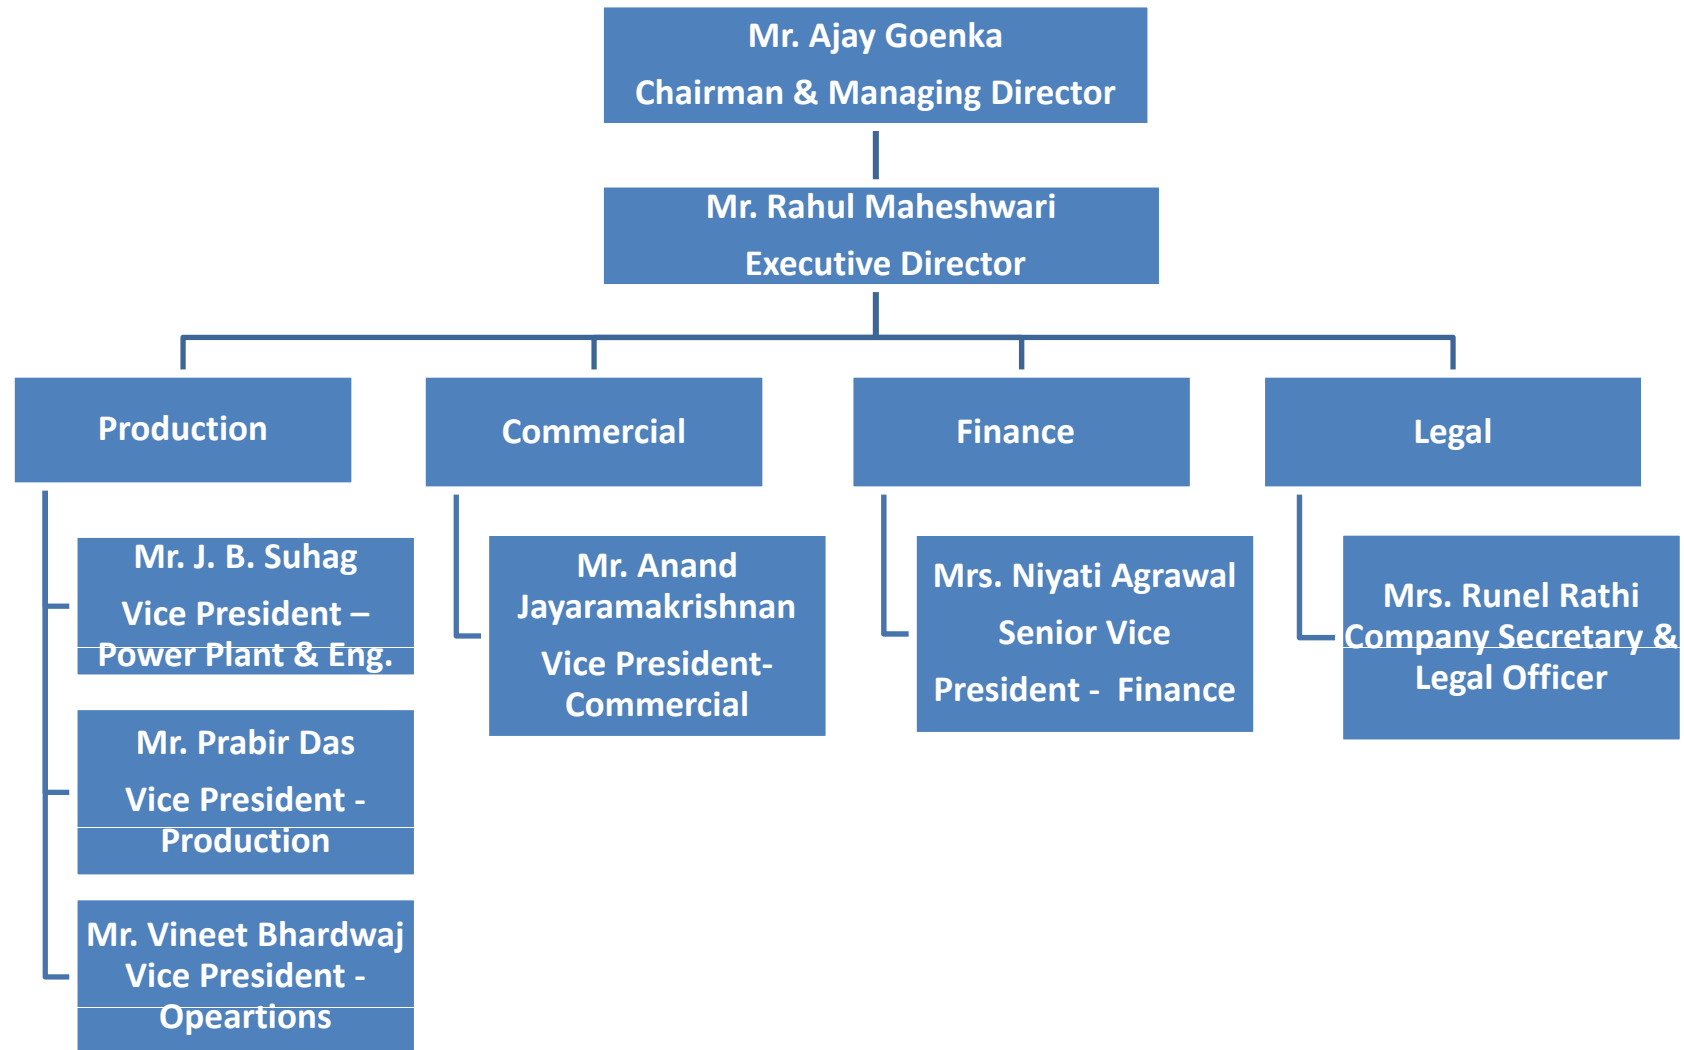 Mr. Ajay Goenka
Chairman & Managing Director
Mr. Rahul Maheshwari
Executive Director
Production
Commercial
Finance
Legal
Mr. J. B. Suhag
Vice President –
Power Plant & Eng.
Mr. Prabir Das
Vice President -
Production
Mr. Vineet Bhardwaj
Vice President -
Opeartions
Mr. Anand
Jayaramakrishnan
Vice President-
Commercial
Mrs. Niyati Agrawal
Senior Vice
President - Finance
Mrs. Runel Rathi
Company Secretary &
Legal Officer